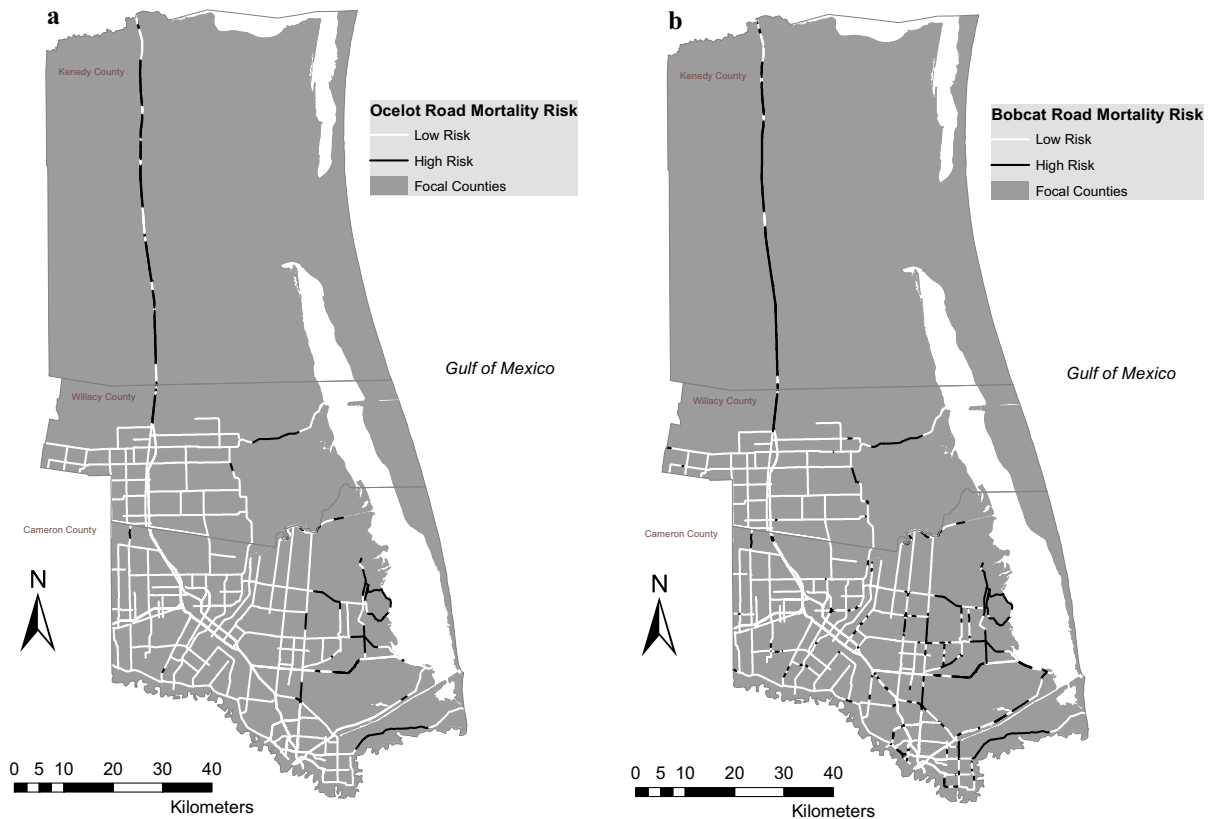 a
Kenedy County
Ocelot Road Mortality Risk
Low Risk
High Risk
Focal Counties
Gulf of Mexico
Willacy County
Cameron County
N
0 5 10 20 30 40
Kilometers
b
Kenedy County
Bobcat Road Mortality Risk
Low Risk
High Risk
Focal Counties
Gulf of Mexico
Willacy County
Cameron County
N
0 5 10 20 30 40
Kilometers